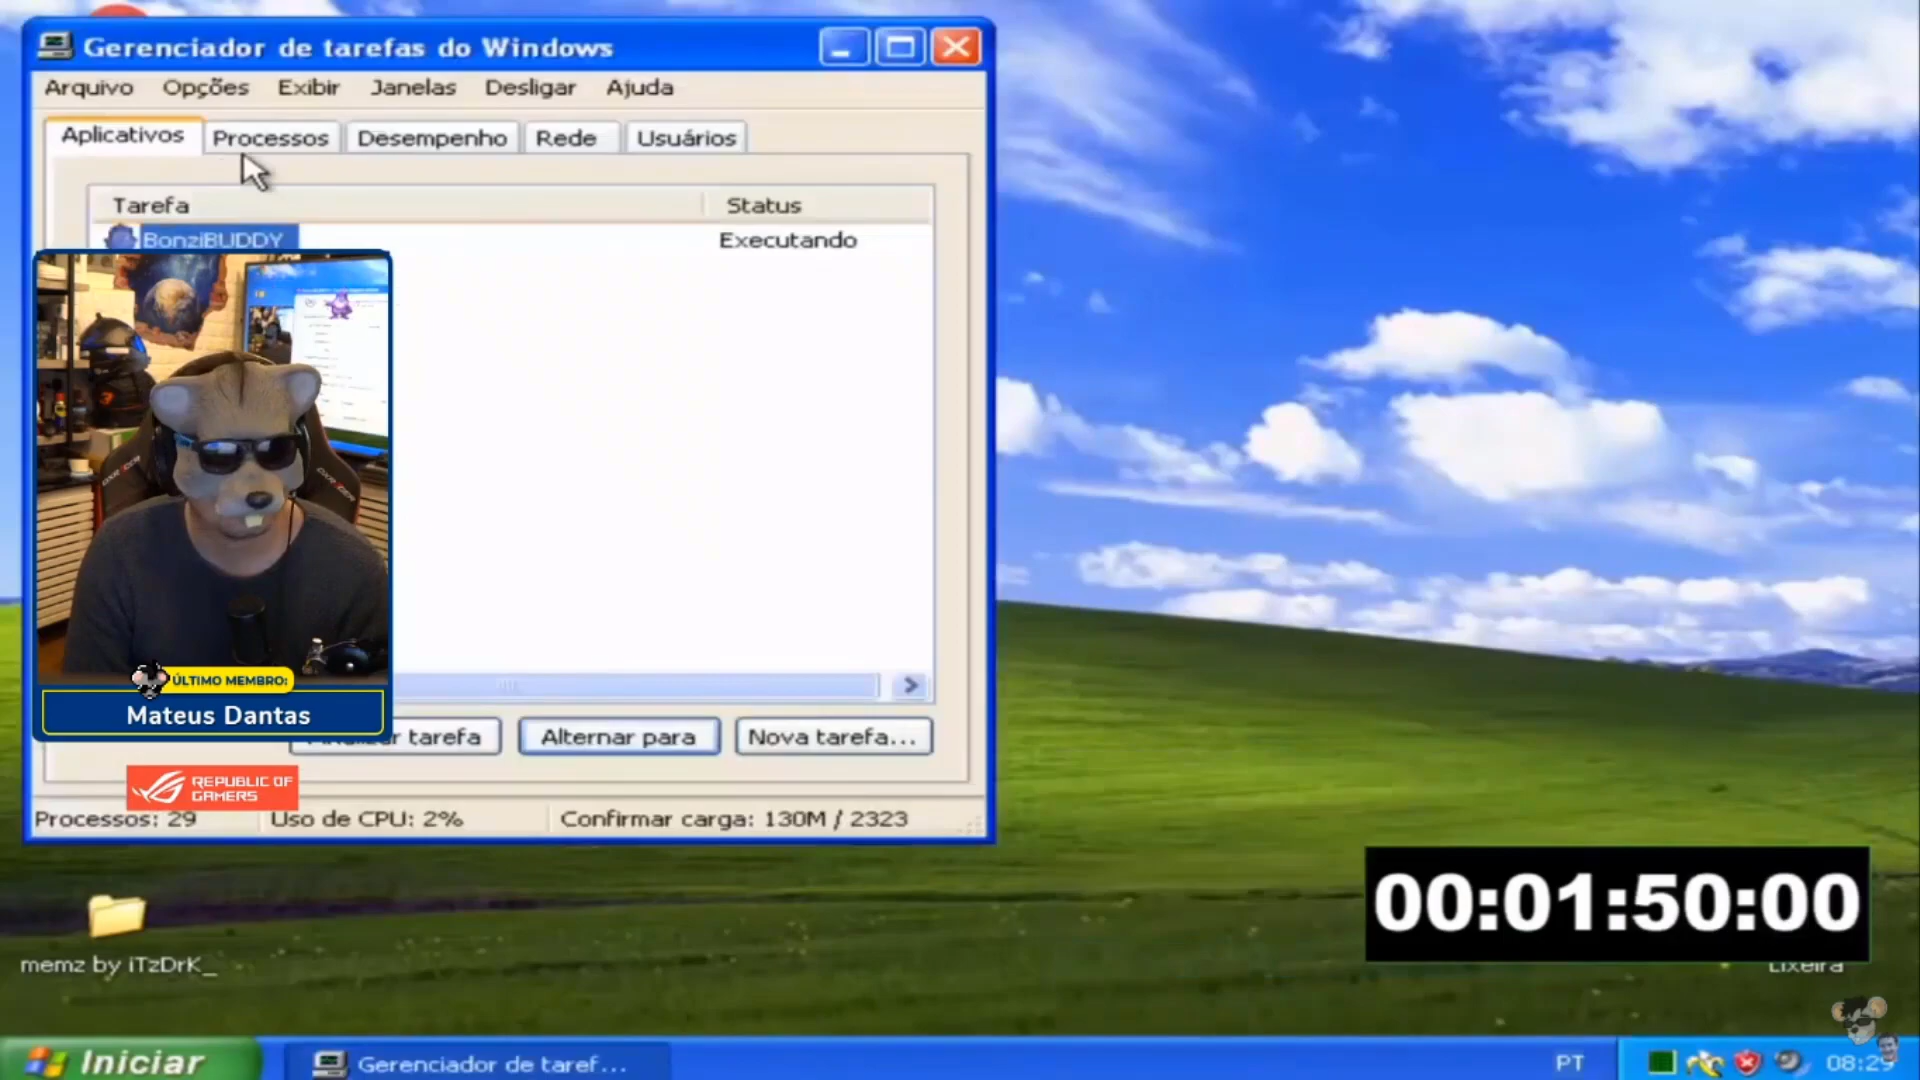 Gerenciador de tarefas do Windows
Arquivo Opções Exibir Janelas Desligar Ajuda
Aplicativos Processos Desempenho Rede Usuários
Tarefa Status
BonziBUDDY Executando
ÚLTIMO MEMBRO:
Mateus Dantas
tarefa Alternar para Nova tarefa...
REPUBLIC OF
GAMERS
Processos: 29 Uso de CPU: 2% Confirmar carga: 130M / 2323
00:01:50:00
memz by iTzDrK_
Lixeira
Iniciar Gerenciador de taref... PT 08:29